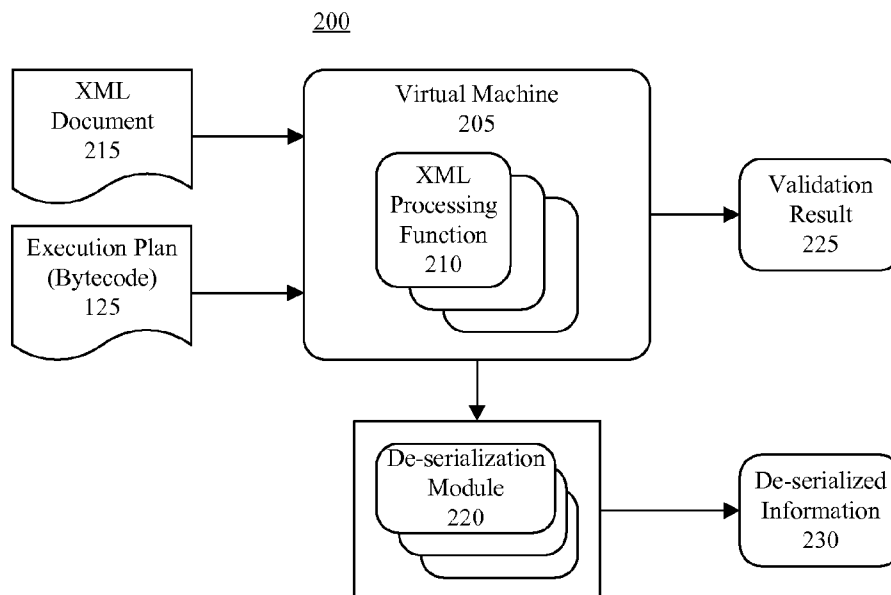 200
XML
Document
215
Execution Plan
(Bytecode)
125
Virtual Machine
205
XML
Processing
Function
210
Validation
Result
225
De-serialization
Module
220
De-serialized
Information
230